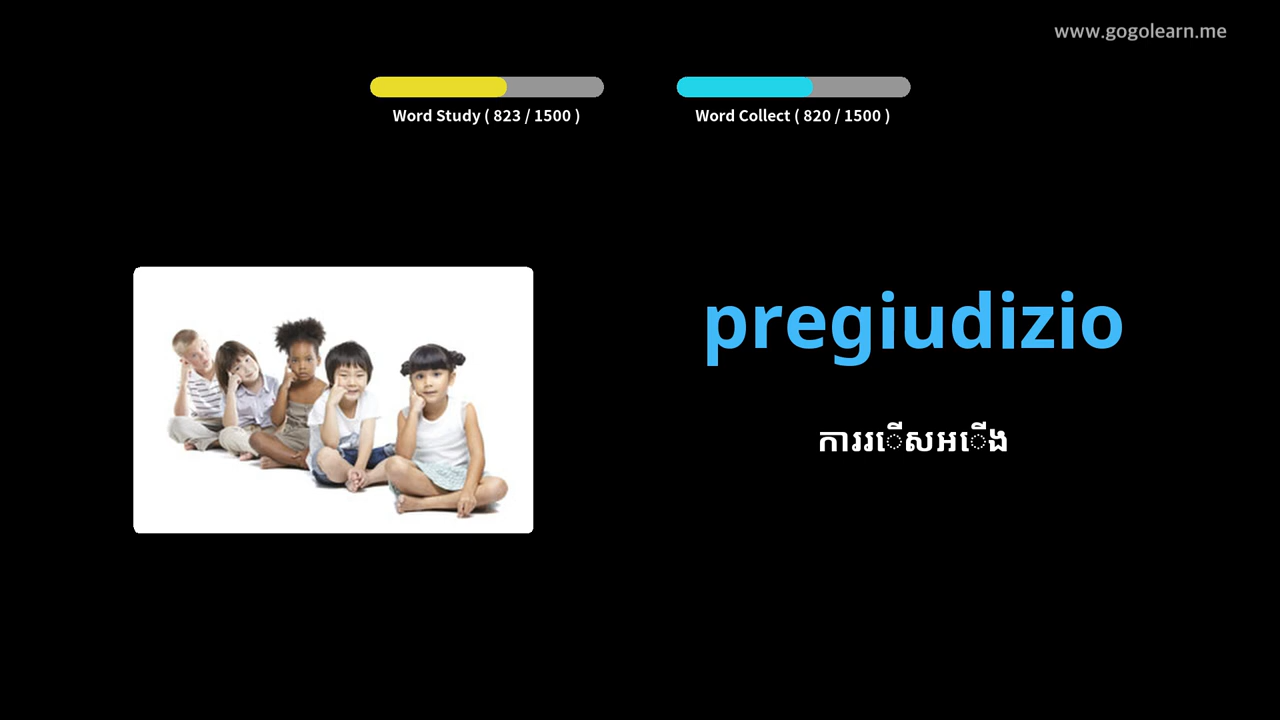 www.gogolearn.me
Word Study ( 823 / 1500 )
Word Collect ( 820 / 1500 )
pregiudizio
ការរើសអើង